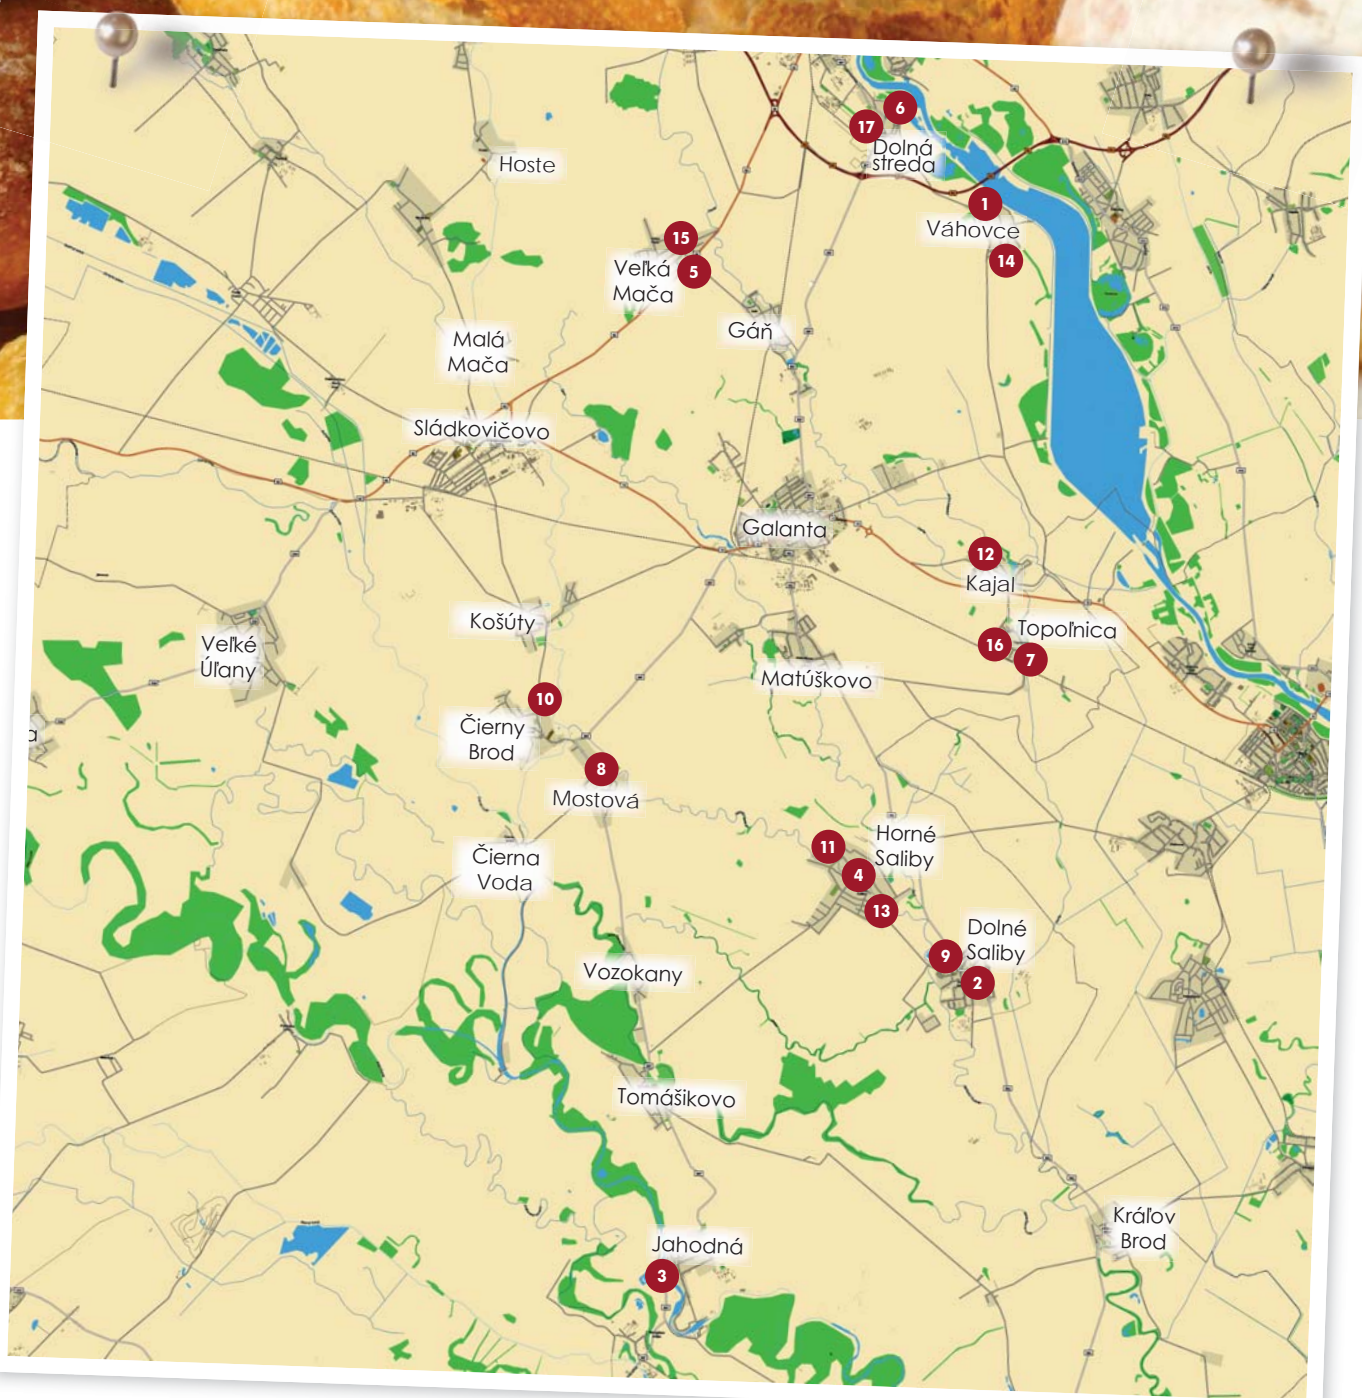 6
17
Dolná
streda
Hoste
1
Váhovce
15
14
5
Veľká
Mača
Gáň
Malá
Mača
Sládkovičovo
Galanta
12
Kajal
Košúty
Topoľnica
16
7
Veľké
Úľany
Matúškovo
10
Čierny
Brod
a
8
Mostová
11
Horné
Saliby
4
13
Čierna
Voda
Dolné
Saliby
9
2
Vozokany
Tomášikovo
Kráľov
Brod
Jahodná
3